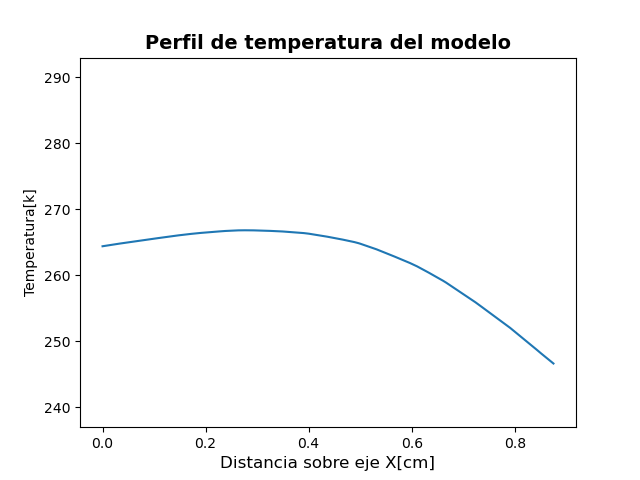 Perfil de temperatura del modelo
Temperatura[k]
290
280
270
260
250
240
0.0 0.2 0.4 0.6 0.8
Distancia sobre eje X[cm]